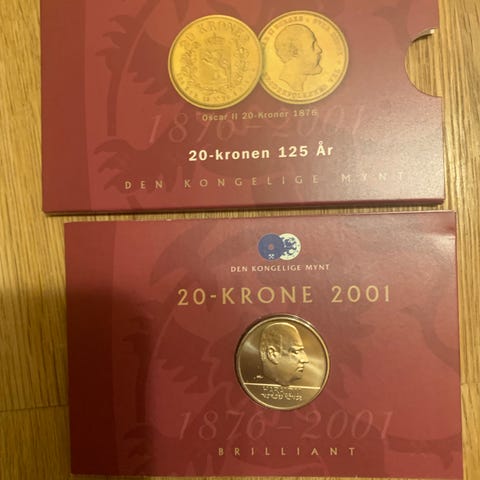 20 KRONER
Oscar II 20-Kroner 1876
1876-2001
20-kronen 125 År
DEN KONGELIGE MYNT
DEN KONGELIGE MYNT
20-KRONE 2001
1876-2001
BRILLIANT